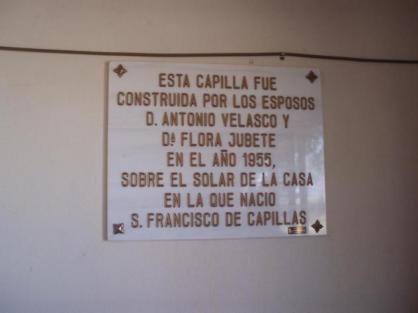 ESTA CAPILLA FUE
CONSTRUIDA POR LOS ESPOSOS
D. ANTONIO VELASCO Y
Dª FLORA JUBETE
EN EL AÑO 1955,
SOBRE EL SOLAR DE LA CASA
EN LA QUE NACIO
S. FRANCISCO DE CAPILLAS